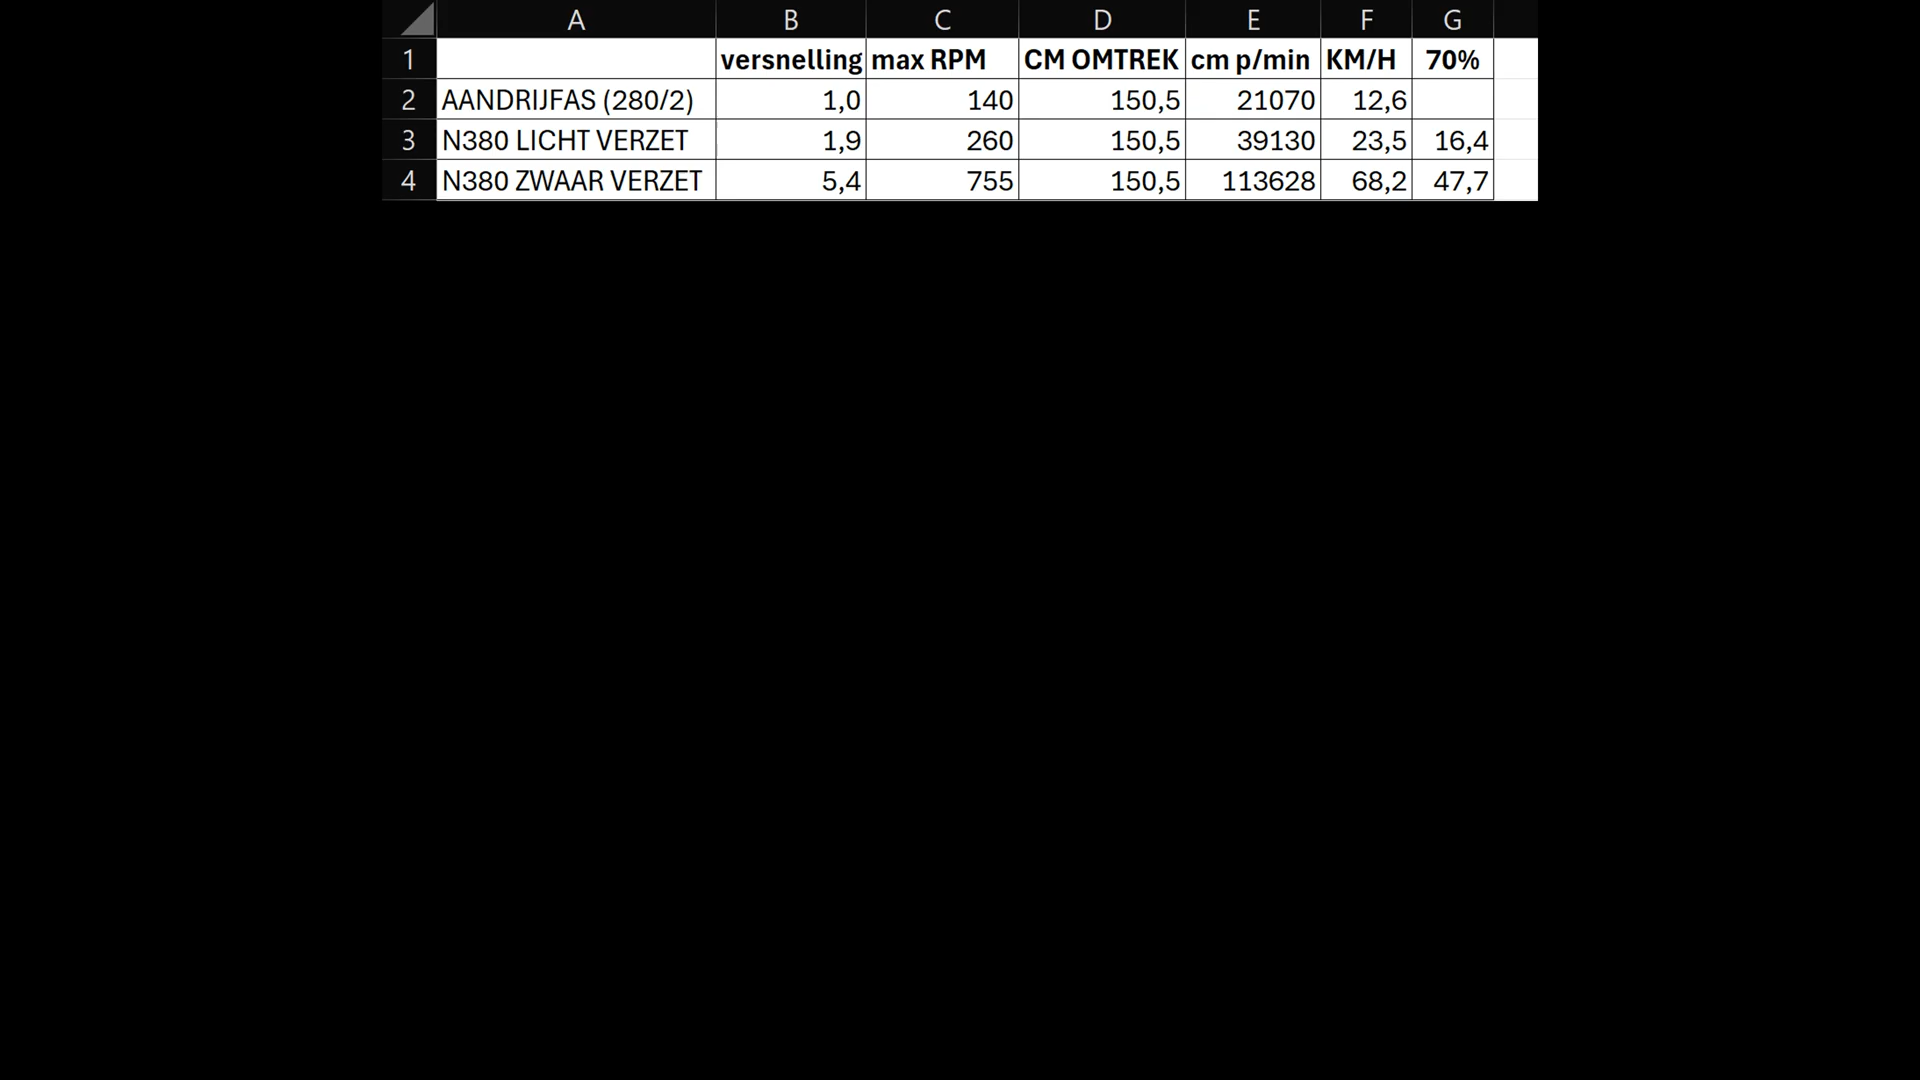 A B C D E F G
1 versnelling max RPM CM OMTREK cm p/min KM/H 70%
2 AANDRIJFAS (280/2) 1,0 140 150,5 21070 12,6
3 N380 LICHT VERZET 1,9 260 150,5 39130 23,5 16,4
4 N380 ZWAAR VERZET 5,4 755 150,5 113628 68,2 47,7